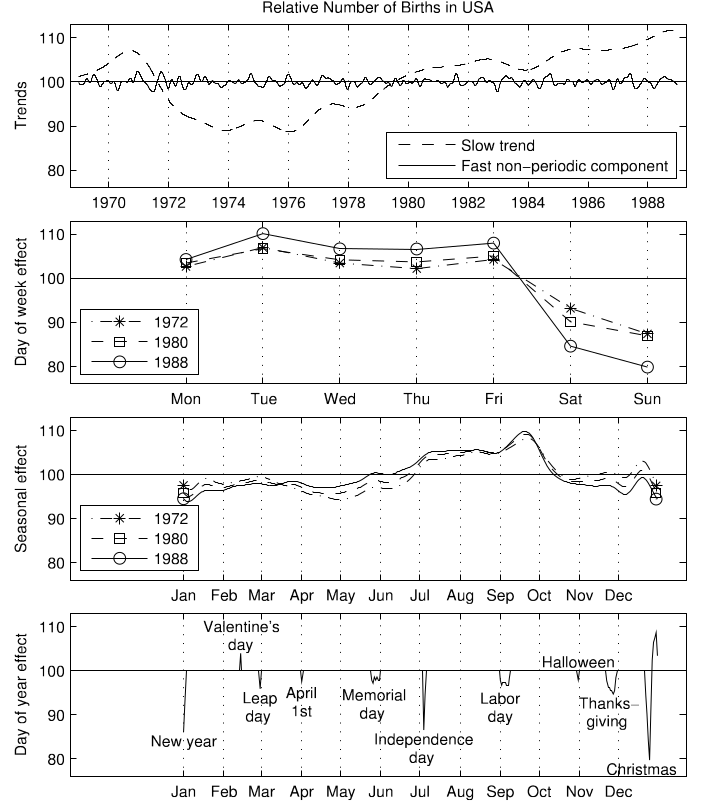 Relative Number of Births in USA
110
100
90
80
Trends
Slow trend
Fast non−periodic component
1970 1972 1974 1976 1978 1980 1982 1984 1986 1988
110
100
90
80
Day of week effect
1972
1980
1988
Mon Tue Wed Thu Fri Sat Sun
110
100
90
80
Seasonal effect
1972
1980
1988
Jan Feb Mar Apr May Jun Jul Aug Sep Oct Nov Dec
110
100
90
80
Day of year effect
New year
Valentine's
day
Leap
day
April
1st
Memorial
day
Independence
day
Labor
day
Halloween
Thanks−
giving
Christmas
Jan Feb Mar Apr May Jun Jul Aug Sep Oct Nov Dec